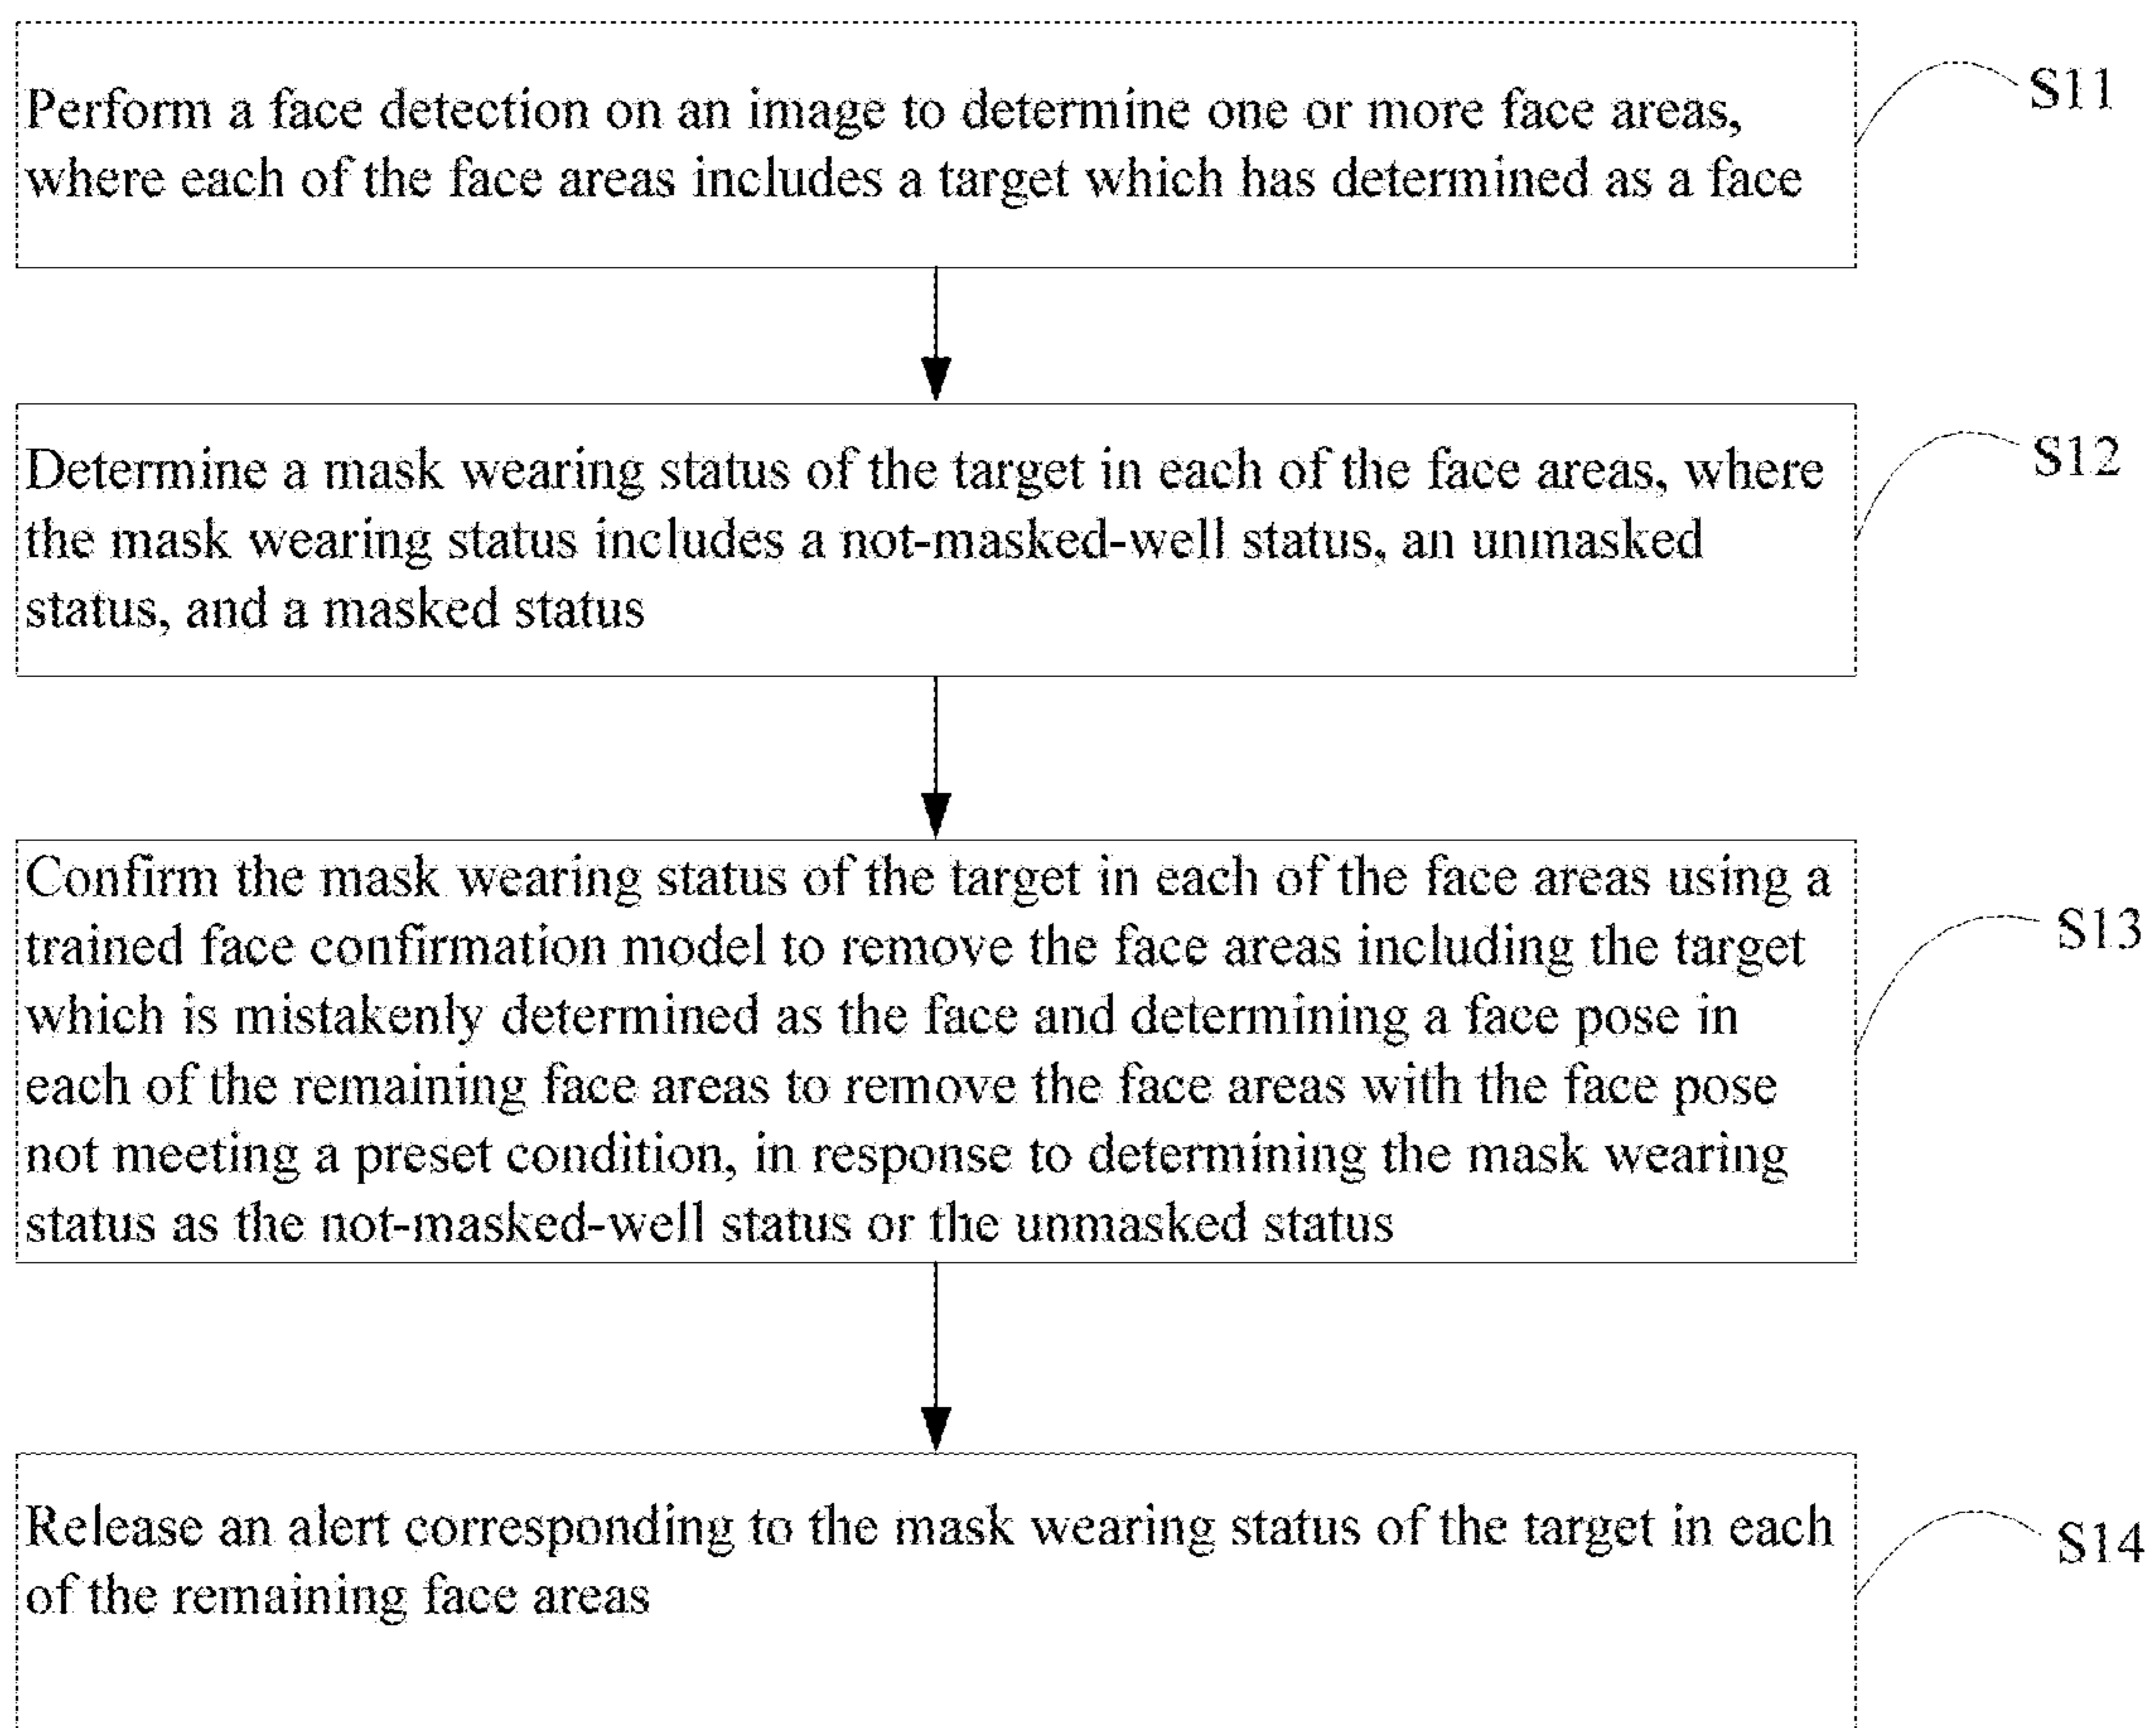 Perform a face detection on an image to determine one or more face areas,
where each of the face areas includes a target which has determined as a face
S11
Determine a mask wearing status of the target in each of the face areas, where
the mask wearing status includes a not-masked-well status, an unmasked
status, and a masked status
S12
Confirm the mask wearing status of the target in each of the face areas using a
trained face confirmation model to remove the face areas including the target
which is mistakenly determined as the face and determining a face pose in
each of the remaining face areas to remove the face areas with the face pose
not meeting a preset condition, in response to determining the mask wearing
status as the not-masked-well status or the unmasked status
S13
Release an alert corresponding to the mask wearing status of the target in each
of the remaining face areas
S14